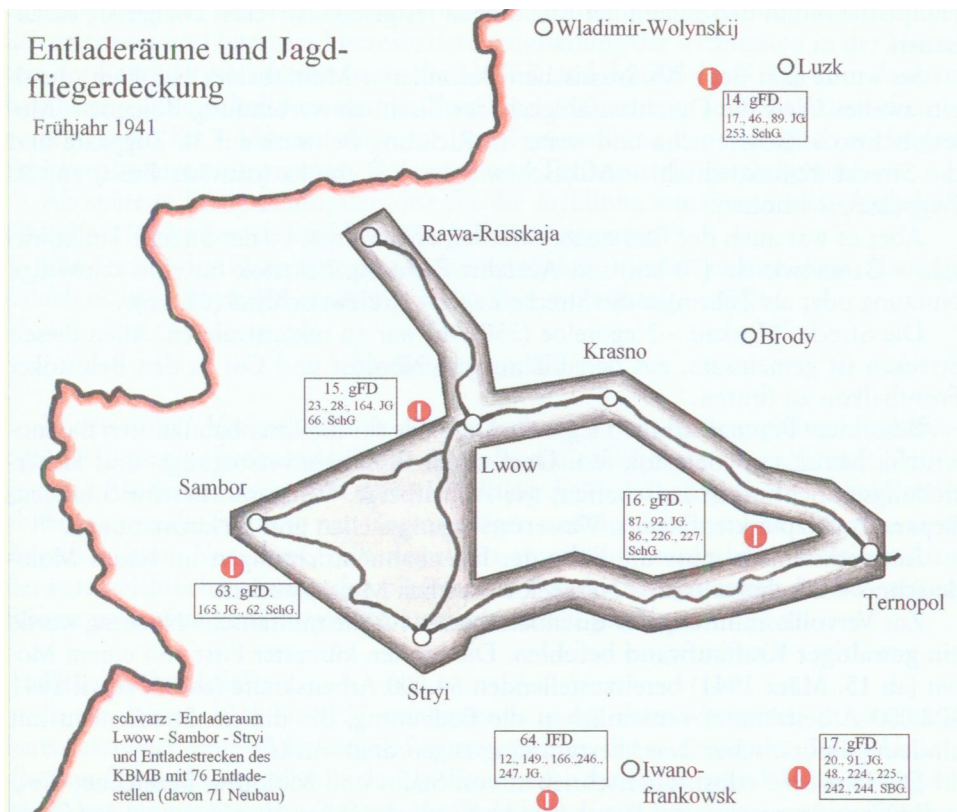 Entladeräume und Jagd-
fliegerdeckung
Frühjahr 1941
Wladimir-Wolynskij
Luzk
14. gFD.
17., 46., 89. JG
253. SchG.
Rawa-Russkaja
Brody
Krasno
15. gFD
23., 28., 164. JG
66. SchG
Lwow
Sambor
16. gFD.
87., 92. JG.
86., 226., 227.
SchG.
63. gFD.
165. JG., 62. SchG.
Ternopol
Stryi
schwarz - Entladeraum
Lwow - Sambor - Stryi
und Entladestrecken des
KBMB mit 76 Entlade-
stellen (davon 71 Neubau)
64. JFD
12., 149., 166.,246.,
247. JG.
Iwano-
frankowsk
17. gFD.
20., 91. JG.
48., 224., 225.,
242., 244. SBG.